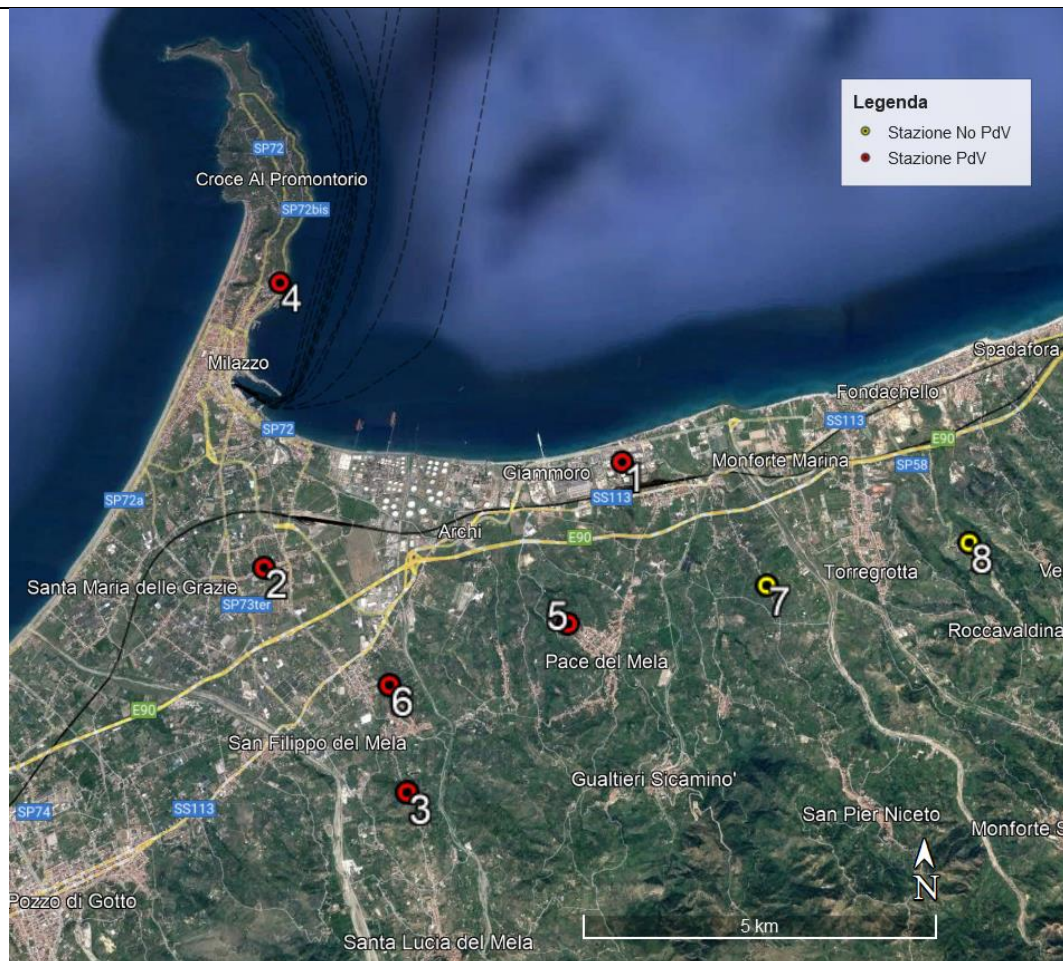 Legenda
Stazione No PdV
Stazione PdV
SP72
Croce Al Promontorio
SP72bis
4
Milazzo
Spadafora
Fondachello
SP72
SS113
E90
SP58
Giammoro
1
Monforte Marina
SP72a
SS113
Archi
E90
8
Santa Maria delle Grazie
2
SP73ter
Torregrotta
Ve
7
5
Roccavaldina
Pace del Mela
6
E90
San Filippo del Mela
Gualtieri Sicamino'
3
SP74
SS113
San Pier Niceto
Monforte S
N
Pozzo di Gotto
5 km
Santa Lucia del Mela